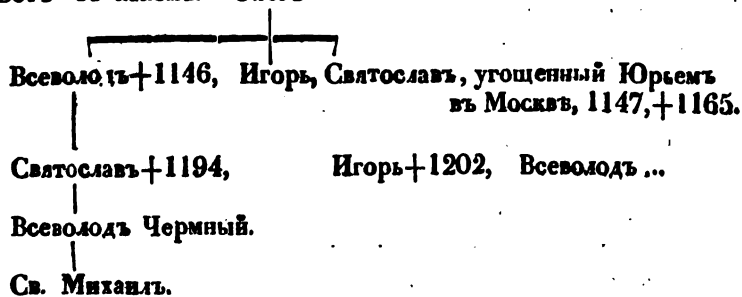 Всеволодъ+1146, Игорь, Святославъ, угощенный Юрьемъ
въ Москвѣ, 1147,+1165.
Святославъ+1194, Игорь+1202, Всеволодъ...
Всеволодъ Чермный.
Св. Михаилъ.